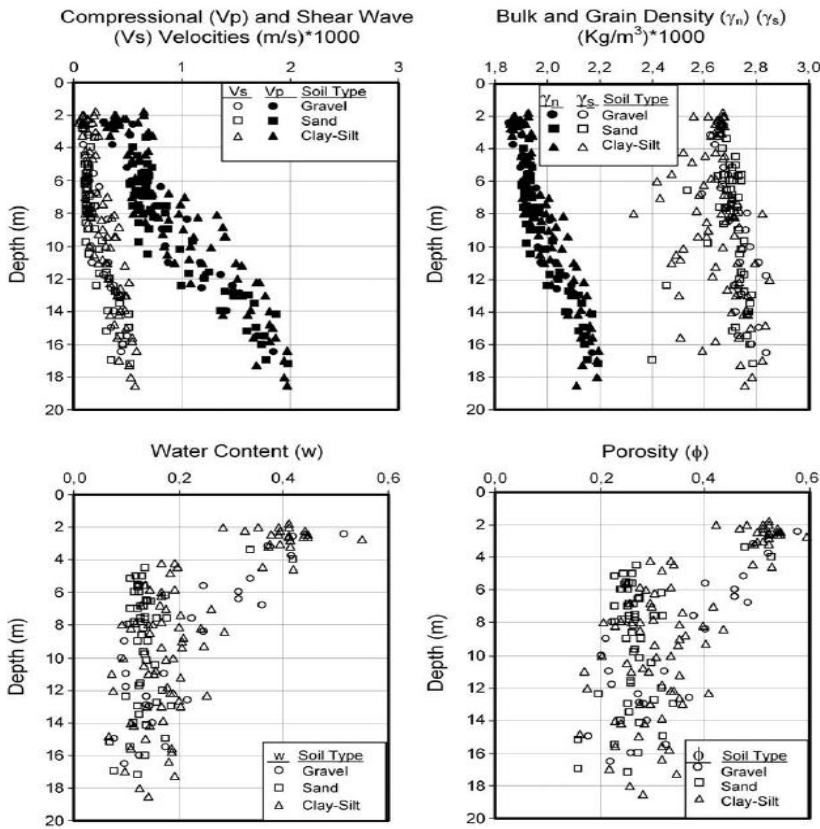 Compressional (Vp) and Shear Wave
(Vs) Velocities (m/s)*1000
0 1 2 3
Depth (m)
0
2
4
6
8
10
12
14
16
18
20
Vs Vp Soil Type
Gravel
Sand
Clay-Silt
Bulk and Grain Density (γn) (γs)
(Kg/m³)*1000
1,8 2,0 2,2 2,4 2,6 2,8 3,0
Depth (m)
0
2
4
6
8
10
12
14
16
18
20
γn γs Soil Type
Gravel
Sand
Clay-Silt
Water Content (w)
0,0 0,2 0,4 0,6
Depth (m)
0
2
4
6
8
10
12
14
16
18
20
w Soil Type
Gravel
Sand
Clay-Silt
Porosity (ϕ)
0,0 0,2 0,4 0,6
Depth (m)
0
2
4
6
8
10
12
14
16
18
20
ϕ Soil Type
Gravel
Sand
Clay-Silt